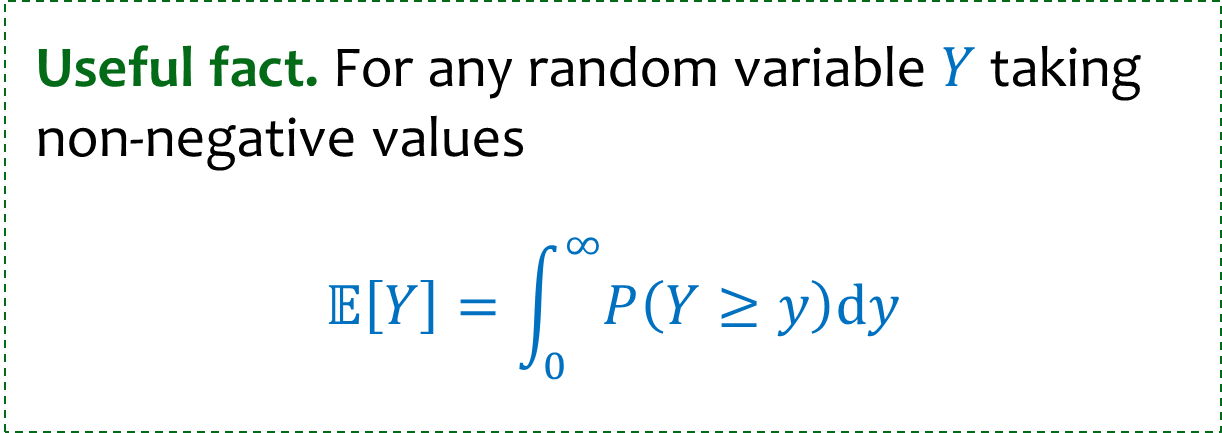 Useful fact. For any random variable Y taking
non-negative values
𝔼[Y] = ∫₀^∞ P(Y ≥ y)dy